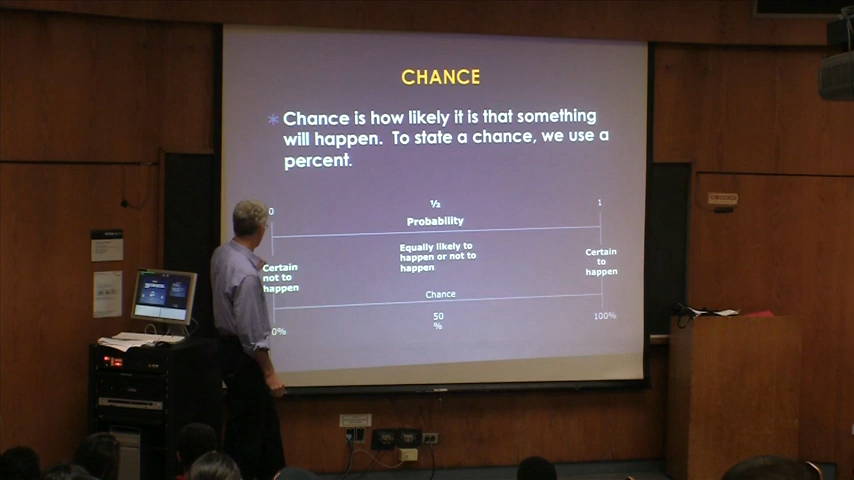 CHANCE
* Chance is how likely it is that something
will happen. To state a chance, we use a
percent.
0 ½ 1
Probability
Certain
not to
happen
Equally likely to
happen or not to
happen
Certain
to
happen
Chance
0% 50
%
100%